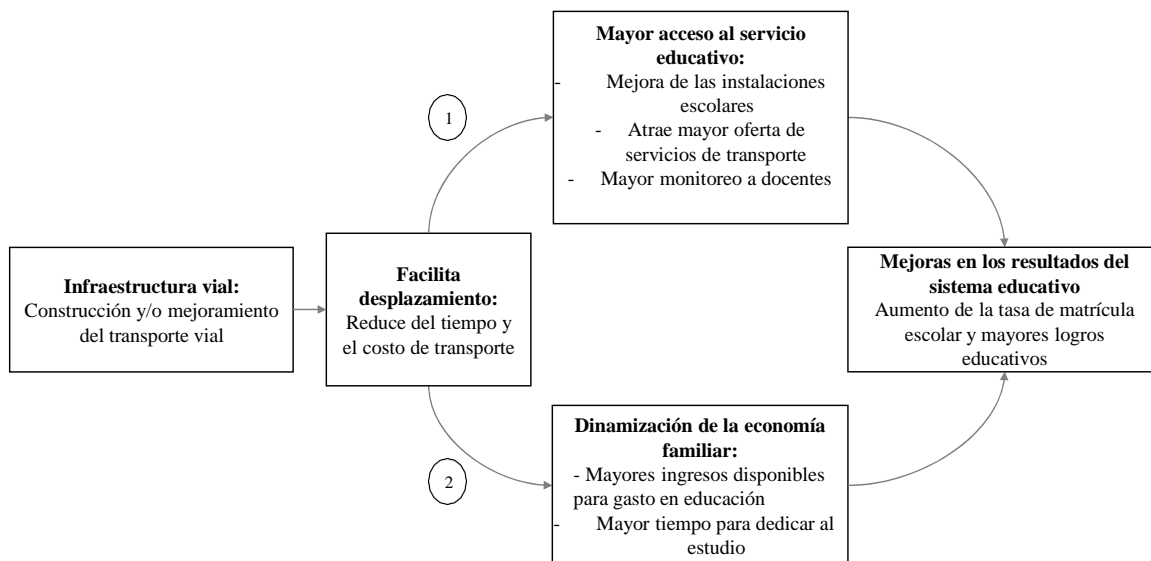 Infraestructura vial:
Construcción y/o mejoramiento
del transporte vial
Facilita
desplazamiento:
Reduce del tiempo y
el costo de transporte
1
Mayor acceso al servicio
educativo:
- Mejora de las instalaciones
escolares
- Atrae mayor oferta de
servicios de transporte
- Mayor monitoreo a docentes
2
Dinamización de la economía
familiar:
- Mayores ingresos disponibles
para gasto en educación
- Mayor tiempo para dedicar al
estudio
Mejoras en los resultados del
sistema educativo
Aumento de la tasa de matrícula
escolar y mayores logros
educativos